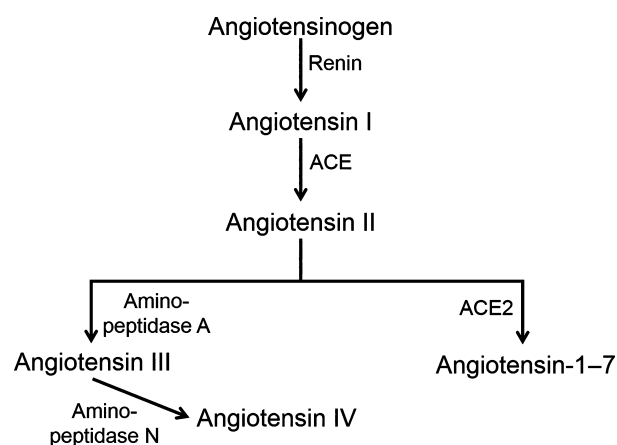 Angiotensinogen
Renin
Angiotensin I
ACE
Angiotensin II
Amino-
peptidase A
ACE2
Angiotensin III
Angiotensin-1–7
Amino-
peptidase N
Angiotensin IV